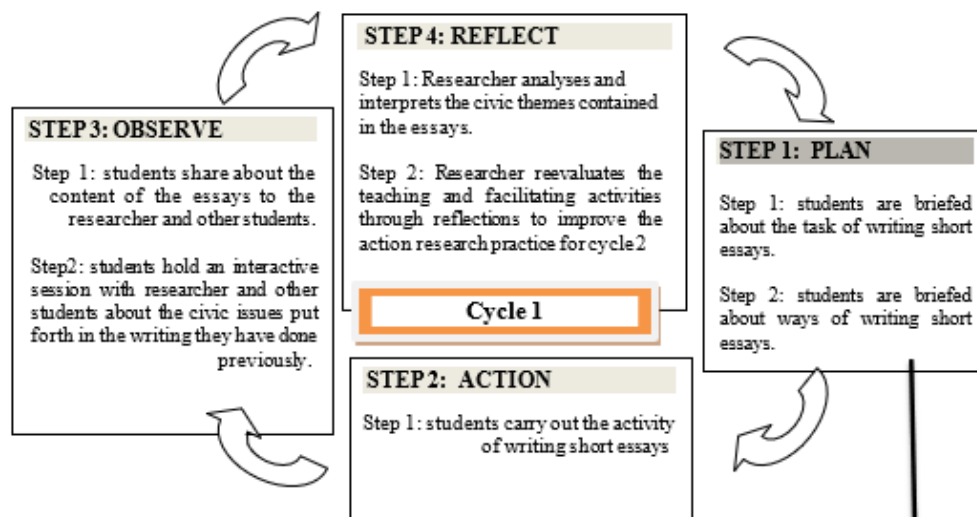 STEP 4: REFLECT
Step 1: Researcher analyses and
interprets the civic themes contained
in the essays.
Step 2: Researcher reevaluates the
teaching and facilitating activities
through reflections to improve the
action research practice for cycle 2
Cycle 1
STEP 1: PLAN
Step 1: students are briefed
about the task of writing short
essays.
Step 2: students are briefed
about ways of writing short
essays.
STEP 2: ACTION
Step 1: students carry out the activity
of writing short essays
STEP 3: OBSERVE
Step 1: students share about the
content of the essays to the
researcher and other students.
Step2: students hold an interactive
session with researcher and other
students about the civic issues put
forth in the writing they have done
previously.